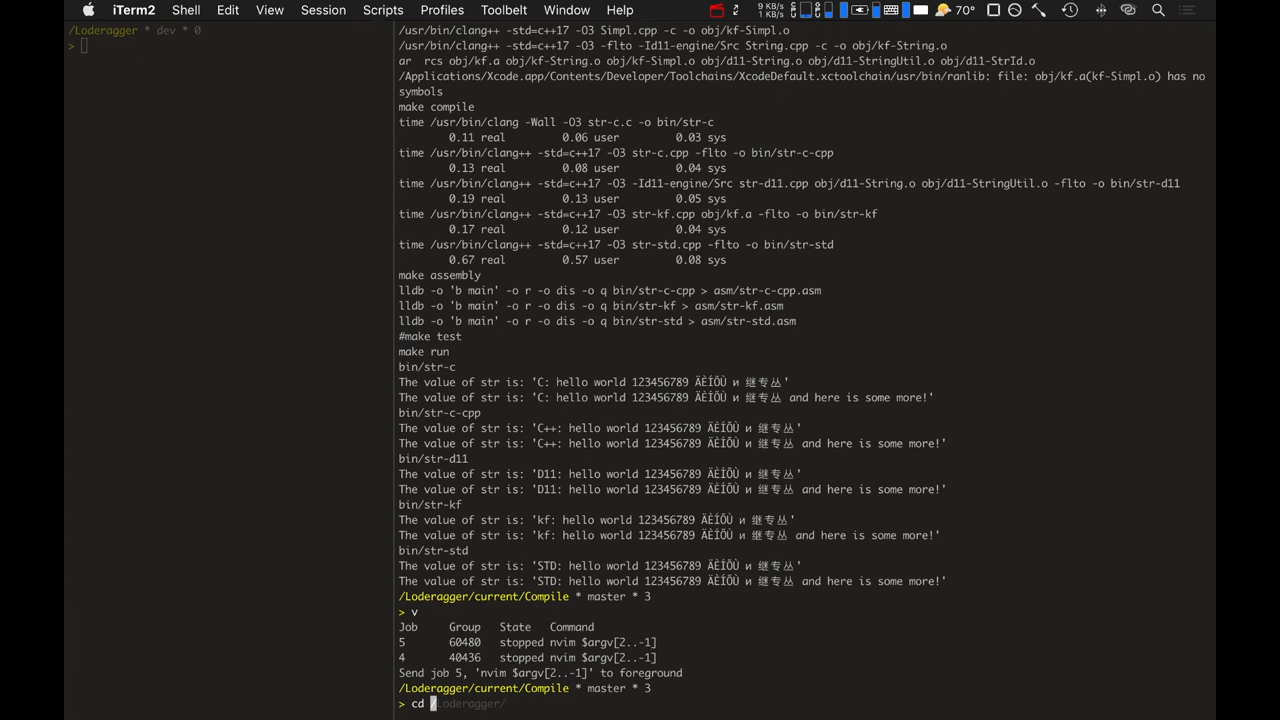 iTerm2 Shell Edit View Session Scripts Profiles Toolbelt Window Help 9 KB/s 1 KB/s 70°
/Loderagger * dev * 0
>
/usr/bin/clang++ -std=c++17 -O3 Simpl.cpp -c -o obj/kf-Simpl.o
/usr/bin/clang++ -std=c++17 -O3 -flto -Id11-engine/Src String.cpp -c -o obj/kf-String.o
ar  rcs obj/kf.a obj/kf-String.o obj/kf-Simpl.o obj/d11-String.o obj/d11-StringUtil.o obj/d11-StrId.o
/Applications/Xcode.app/Contents/Developer/Toolchains/XcodeDefault.xctoolchain/usr/bin/ranlib: file: obj/kf.a(kf-Simpl.o) has no
symbols
make compile
time /usr/bin/clang -Wall -O3 str-c.c -o bin/str-c
0.11 real 0.06 user 0.03 sys
time /usr/bin/clang++ -std=c++17 -O3 str-c.cpp -flto -o bin/str-c-cpp
0.13 real 0.08 user 0.04 sys
time /usr/bin/clang++ -std=c++17 -O3 -Id11-engine/Src str-d11.cpp obj/d11-String.o obj/d11-StringUtil.o -flto -o bin/str-d11
0.19 real 0.13 user 0.05 sys
time /usr/bin/clang++ -std=c++17 -O3 str-kf.cpp obj/kf.a -flto -o bin/str-kf
0.17 real 0.12 user 0.04 sys
time /usr/bin/clang++ -std=c++17 -O3 str-std.cpp -flto -o bin/str-std
0.67 real 0.57 user 0.08 sys
make assembly
lldb -o 'b main' -o r -o dis -o q bin/str-c-cpp > asm/str-c-cpp.asm
lldb -o 'b main' -o r -o dis -o q bin/str-kf > asm/str-kf.asm
lldb -o 'b main' -o r -o dis -o q bin/str-std > asm/str-std.asm
#make test
make run
bin/str-c
The value of str is: 'C: hello world 123456789 ÄÈÍÕÙ и 继专丛'
The value of str is: 'C: hello world 123456789 ÄÈÍÕÙ и 继专丛 and here is some more!'
bin/str-c-cpp
The value of str is: 'C++: hello world 123456789 ÄÈÍÕÙ и 继专丛'
The value of str is: 'C++: hello world 123456789 ÄÈÍÕÙ и 继专丛 and here is some more!'
bin/str-d11
The value of str is: 'D11: hello world 123456789 ÄÈÍÕÙ и 继专丛'
The value of str is: 'D11: hello world 123456789 ÄÈÍÕÙ и 继专丛 and here is some more!'
bin/str-kf
The value of str is: 'kf: hello world 123456789 ÄÈÍÕÙ и 继专丛'
The value of str is: 'kf: hello world 123456789 ÄÈÍÕÙ и 继专丛 and here is some more!'
bin/str-std
The value of str is: 'STD: hello world 123456789 ÄÈÍÕÙ и 继专丛'
The value of str is: 'STD: hello world 123456789 ÄÈÍÕÙ и 继专丛 and here is some more!'
/Loderagger/current/Compile * master * 3
> v
Job Group State Command
5 60480 stopped nvim $argv[2..-1]
4 40436 stopped nvim $argv[2..-1]
Send job 5, 'nvim $argv[2..-1]' to foreground
/Loderagger/current/Compile * master * 3
> cd /Loderagger/